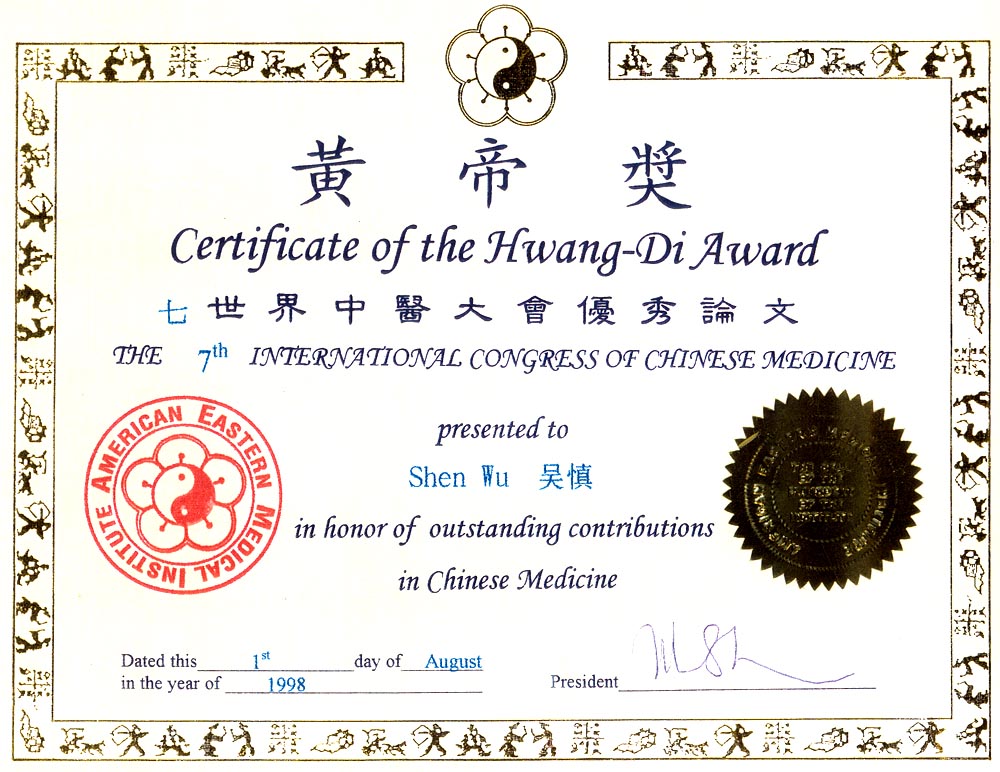 黃帝奬
Certificate of the Hwang-Di Award
七世界中醫大會優秀論文
THE 7th INTERNATIONAL CONGRESS OF CHINESE MEDICINE
presented to
Shen Wu 吴慎
in honor of outstanding contributions
in Chinese Medicine
AMERICAN EASTERN MEDICAL INSTITUTE
Dated this 1st day of August
in the year of 1998
President